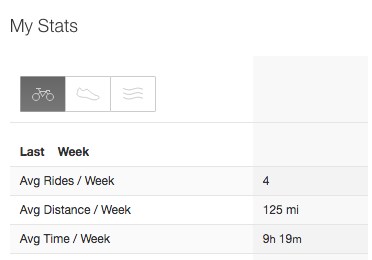 My Stats
Last Week
Avg Rides / Week 4
Avg Distance / Week 125 mi
Avg Time / Week 9h 19m